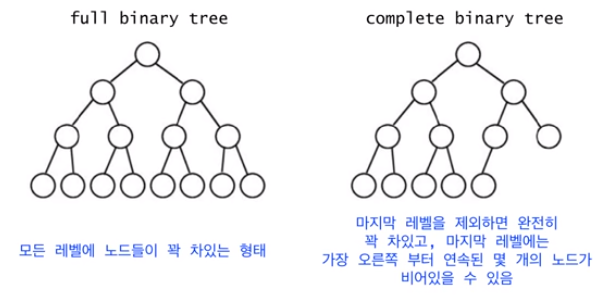 full binary tree
complete binary tree
모든 레벨에 노드들이 꽉 차있는 형태
마지막 레벨을 제외하면 완전히
꽉 차있고, 마지막 레벨에는
가장 오른쪽 부터 연속된 몇 개의 노드가
비어있을 수 있음